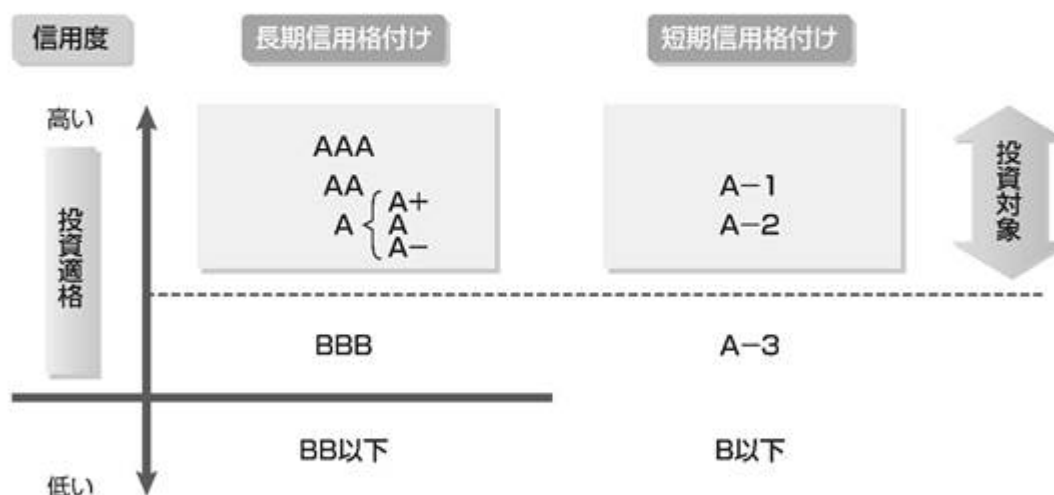 信用度
長期信用格付け
短期信用格付け
高い
投資適格
低い
AAA
AA
A
A+
A
A−
BBB
BB以下
A−1
A−2
A−3
B以下
投資対象